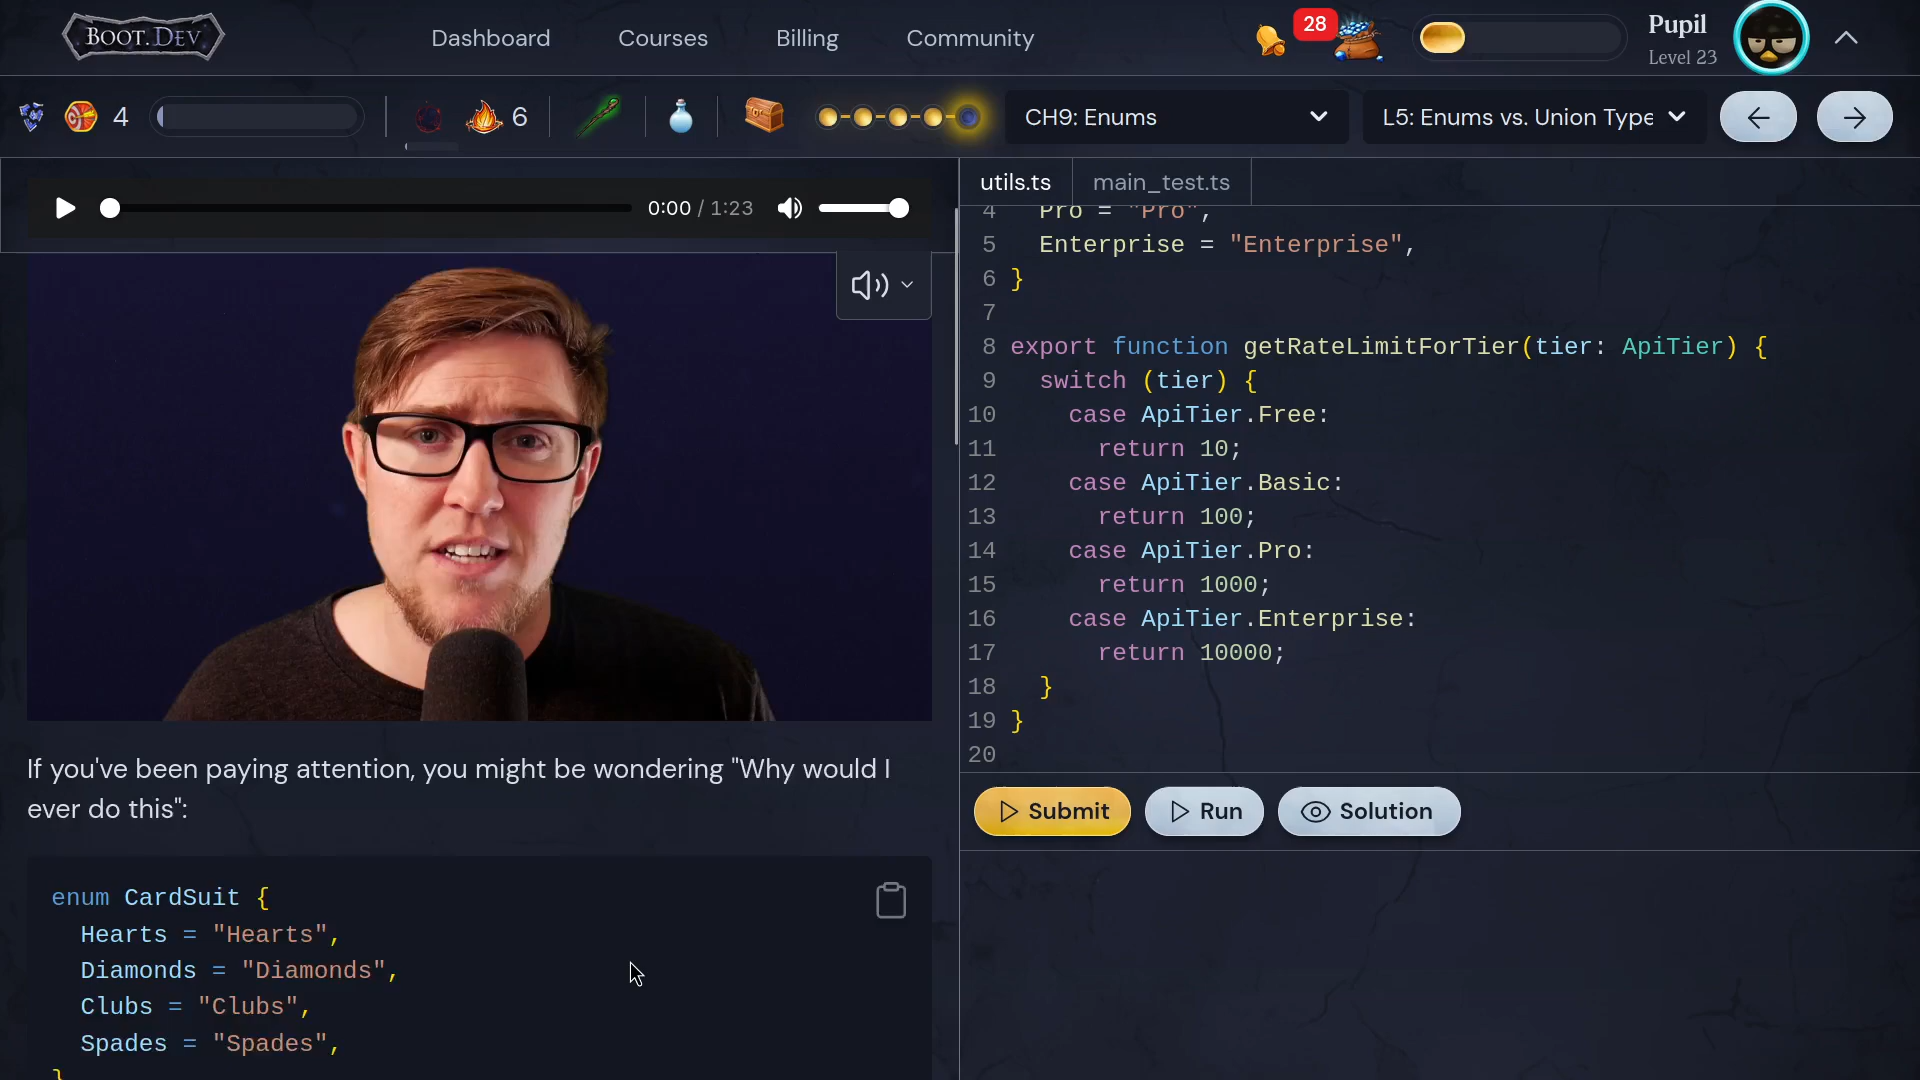 BOOT.DEV
Dashboard
Courses
Billing
Community
28
Pupil
Level 23
4
6
CH9: Enums
L5: Enums vs. Union Type
0:00 / 1:23
utils.ts
main_test.ts
4 Pro = "Pro",
5 Enterprise = "Enterprise",
6 }
7
8 export function getRateLimitForTier(tier: ApiTier) {
9 switch (tier) {
10 case ApiTier.Free:
11 return 10;
12 case ApiTier.Basic:
13 return 100;
14 case ApiTier.Pro:
15 return 1000;
16 case ApiTier.Enterprise:
17 return 10000;
18 }
19 }
20
Submit
Run
Solution
If you've been paying attention, you might be wondering "Why would I
ever do this":
enum CardSuit {
Hearts = "Hearts",
Diamonds = "Diamonds",
Clubs = "Clubs",
Spades = "Spades",
}